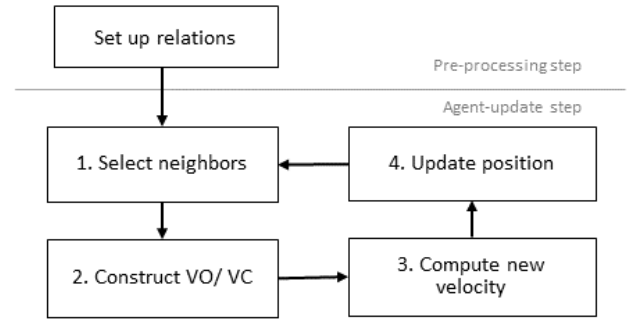 Set up relations
Pre-processing step
Agent-update step
1. Select neighbors
4. Update position
2. Construct VO/ VC
3. Compute new
velocity